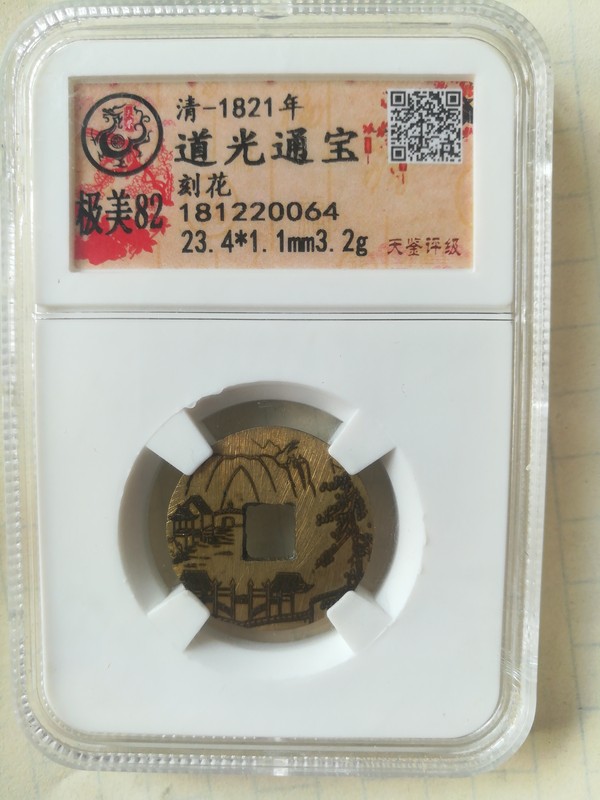 清-1821年
道光通宝
刻花
极美82
181220064
23.4*1.1mm3.2g
天鉴评级